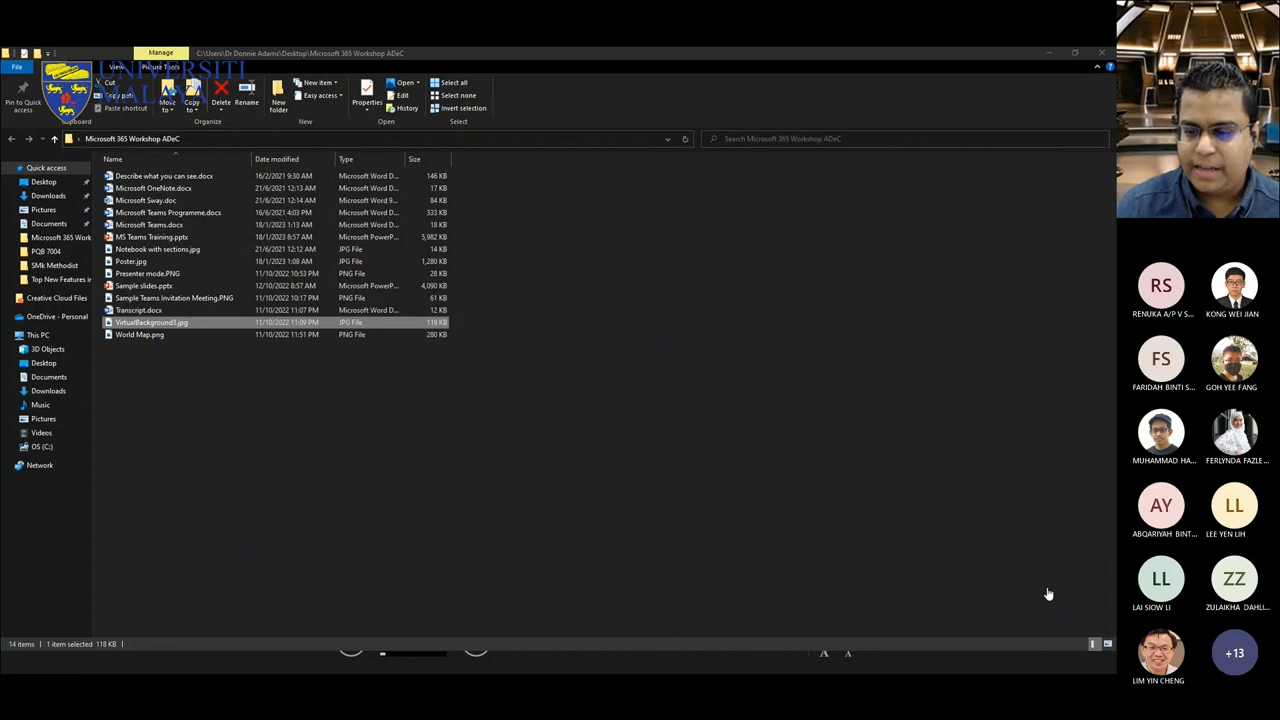 Manage
C:\Users\Dr Donnie Adams\Desktop\Microsoft 365 Workshop ADeC
File
View
Picture Tools
UNIVERSITI
MALAYA
Pin to Quick
access
Cut
Copy path
Paste shortcut
Clipboard
Move
to
Copy
to
Delete
Rename
Organize
New
folder
New item
Easy access
New
Properties
Open
Edit
History
Open
Select all
Select none
Invert selection
Select
Microsoft 365 Workshop ADeC
Search Microsoft 365 Workshop ADeC
Quick access
Desktop
Downloads
Pictures
Documents
Microsoft 365 Work
PQB 7004
SMk Methodist
Top New Features in
Creative Cloud Files
OneDrive - Personal
This PC
3D Objects
Desktop
Documents
Downloads
Music
Pictures
Videos
OS (C:)
Network
Name Date modified Type Size
Describe what you can see.docx 16/2/2021 9:30 AM Microsoft Word D... 146 KB
Microsoft OneNote.docx 21/6/2021 12:13 AM Microsoft Word D... 17 KB
Microsoft Sway.doc 21/6/2021 12:14 AM Microsoft Word 9... 84 KB
Microsoft Teams Programme.docx 16/6/2021 4:03 PM Microsoft Word D... 333 KB
Microsoft Teams.docx 18/1/2023 1:13 AM Microsoft Word D... 18 KB
MS Teams Training.pptx 18/1/2023 8:57 AM Microsoft PowerP... 5,982 KB
Notebook with sections.jpg 21/6/2021 12:12 AM JPG File 14 KB
Poster.jpg 18/1/2023 1:08 AM JPG File 1,280 KB
Presenter mode.PNG 11/10/2022 10:53 PM PNG File 28 KB
Sample slides.pptx 12/10/2022 8:57 AM Microsoft PowerP... 4,090 KB
Sample Teams Invitation Meeting.PNG 11/10/2022 10:17 PM PNG File 61 KB
Transcript.docx 11/10/2022 11:07 PM Microsoft Word D... 12 KB
VirtualBackground3.jpg 11/10/2022 11:09 PM JPG File 119 KB
World Map.png 11/10/2022 11:51 PM PNG File 280 KB
14 items 1 item selected 118 KB
A A
RS
RENUKA A/P V S...
KONG WEI JIAN
FS
FARIDAH BINTI S...
GOH YEE FANG
MUHAMMAD HA...
FERLYNDA FAZLE...
AY
ABQARIYAH BINT...
LL
LEE YEN LIH
LL
LAI SIOW LI
ZZ
ZULAIKHA DAHLI...
LIM YIN CHENG
+13